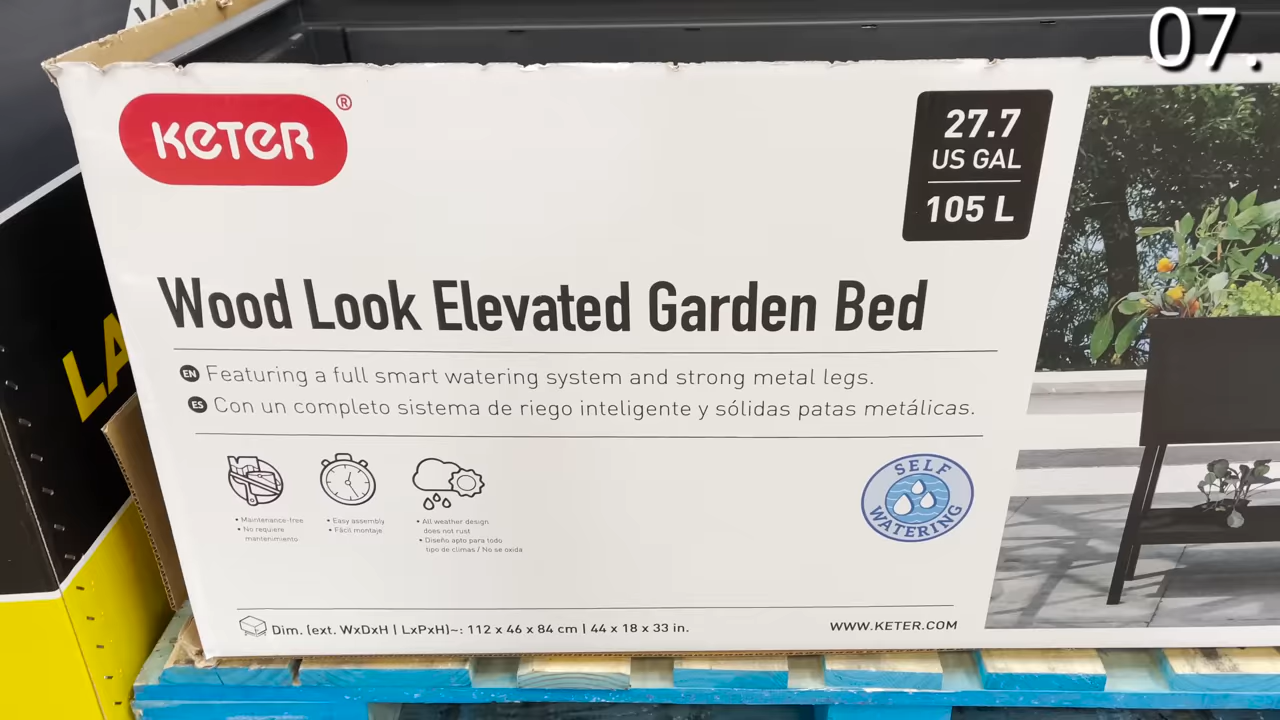 07.
KETER®
27.7
US GAL
105 L
Wood Look Elevated Garden Bed
EN Featuring a full smart watering system and strong metal legs.
ES Con un completo sistema de riego inteligente y sólidas patas metálicas.
• Maintenance-free
• No requiere
mantenimiento
• Easy assembly
• Fácil montaje
• All weather design
does not rust
• Diseño apto para todo
tipo de climas / No se oxida
SELF
WATERING
Dim. (ext. WxDxH | LxPxH)~: 112 x 46 x 84 cm | 44 x 18 x 33 in.
WWW.KETER.COM
LA